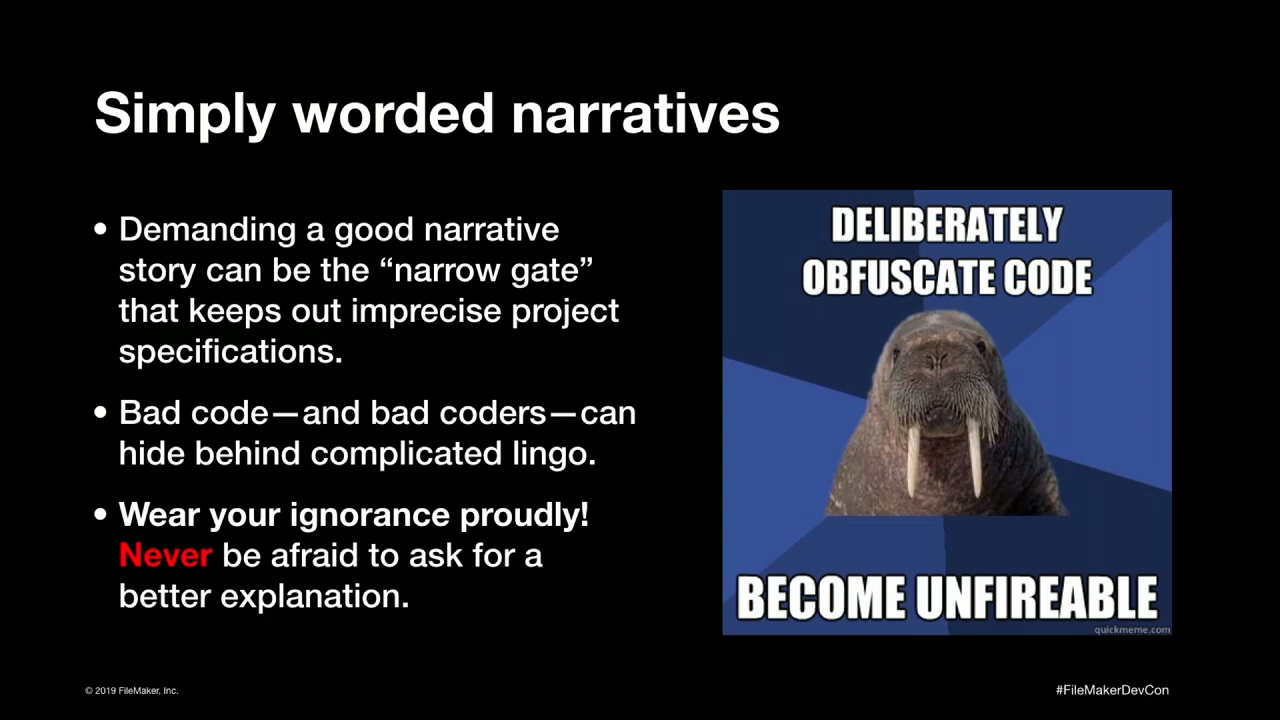 Simply worded narratives
• Demanding a good narrative
story can be the “narrow gate”
that keeps out imprecise project
specifications.
• Bad code—and bad coders—can
hide behind complicated lingo.
• Wear your ignorance proudly!
Never be afraid to ask for a
better explanation.
DELIBERATELY
OBFUSCATE CODE
BECOME UNFIREABLE
quickmeme.com
© 2019 FileMaker, Inc.
#FileMakerDevCon